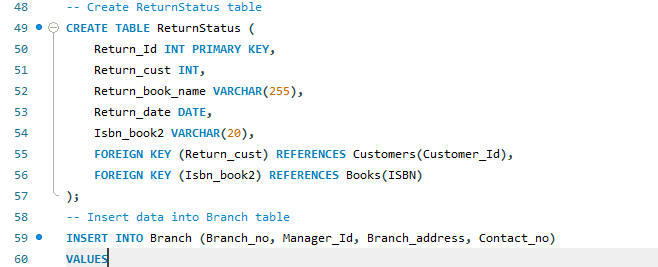 48 -- Create ReturnStatus table
49 CREATE TABLE ReturnStatus (
50 Return_Id INT PRIMARY KEY,
51 Return_cust INT,
52 Return_book_name VARCHAR(255),
53 Return_date DATE,
54 Isbn_book2 VARCHAR(20),
55 FOREIGN KEY (Return_cust) REFERENCES Customers(Customer_Id),
56 FOREIGN KEY (Isbn_book2) REFERENCES Books(ISBN)
57 );
58 -- Insert data into Branch table
59 INSERT INTO Branch (Branch_no, Manager_Id, Branch_address, Contact_no)
60 VALUES